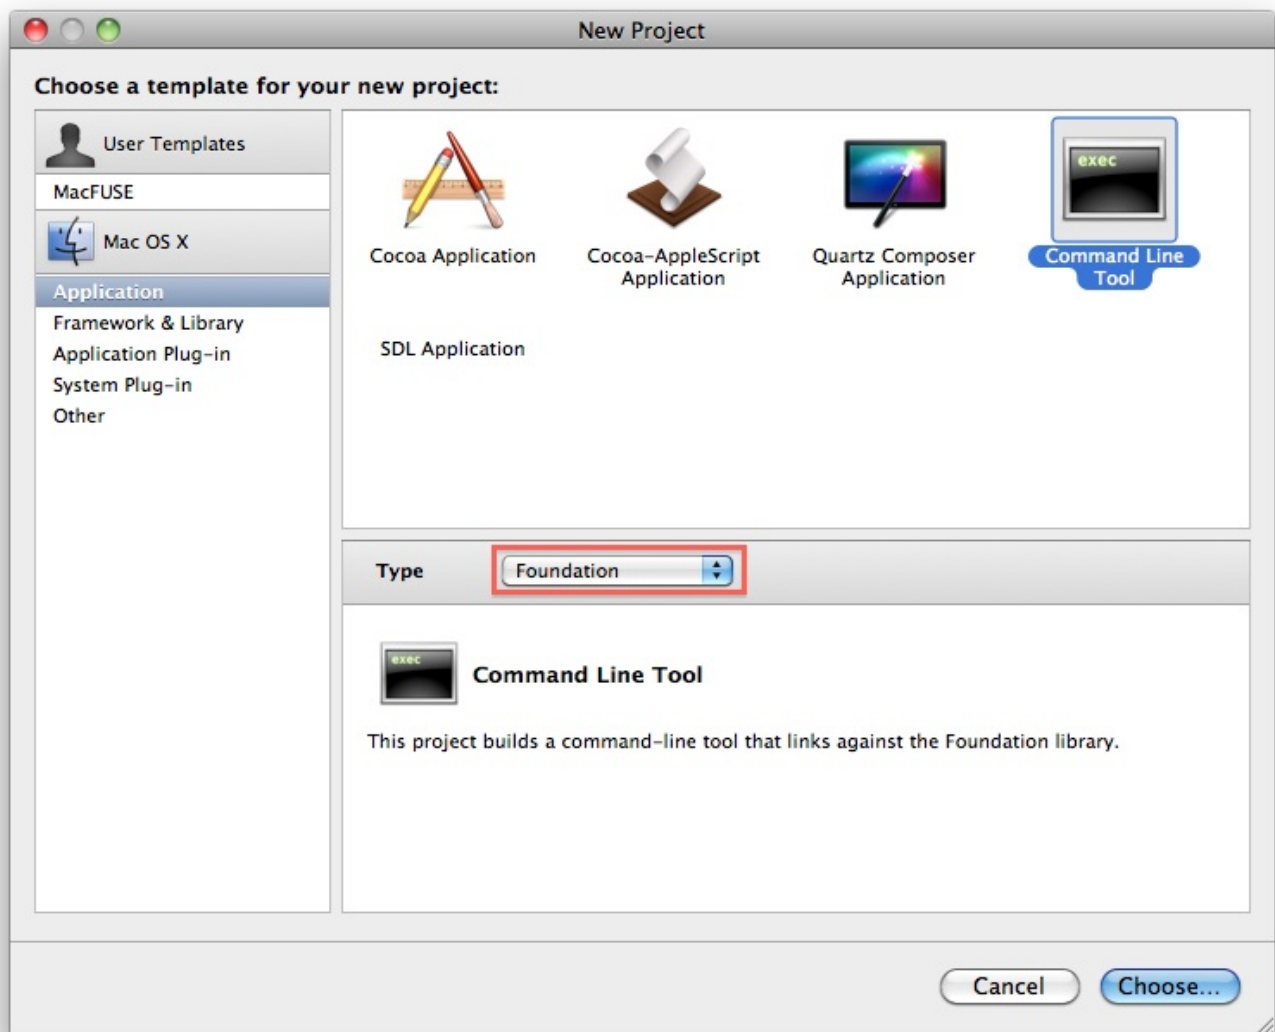 New Project
Choose a template for your new project:
User Templates
MacFUSE
Mac OS X
Application
Framework & Library
Application Plug-in
System Plug-in
Other
Cocoa Application
Cocoa-AppleScript
Application
Quartz Composer
Application
exec
Command Line
Tool
SDL Application
Type
Foundation
exec
Command Line Tool
This project builds a command-line tool that links against the Foundation library.
Cancel
Choose...